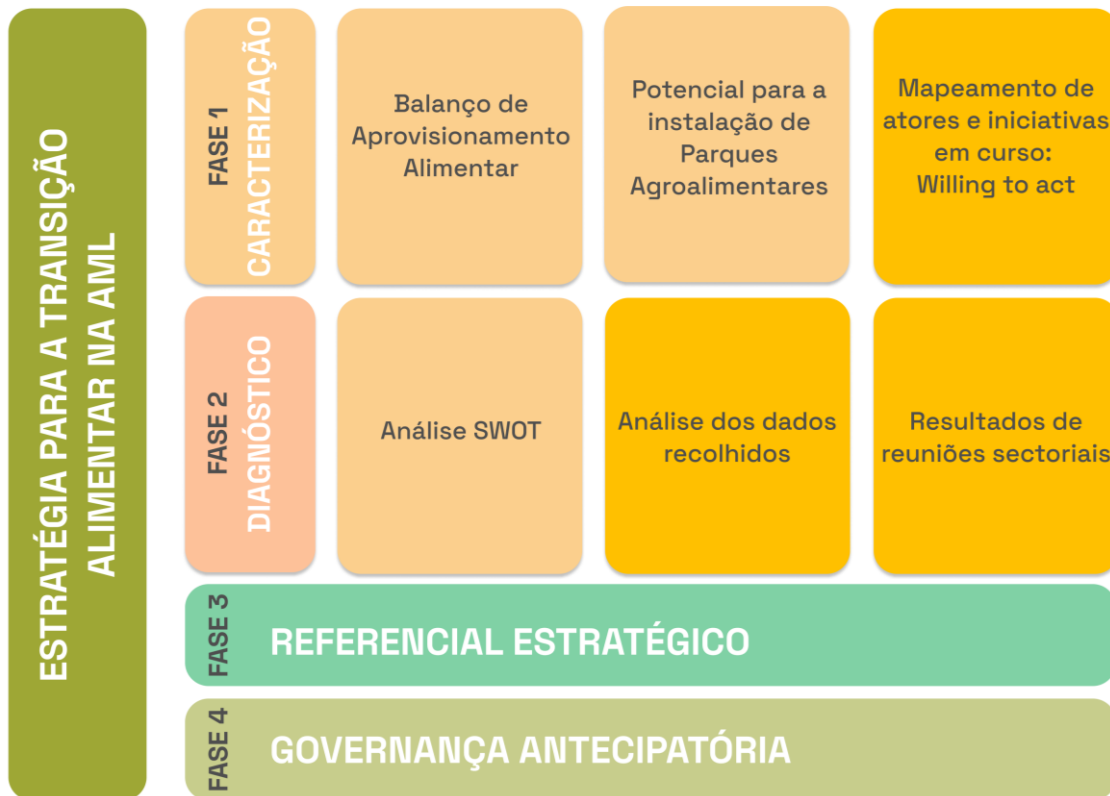 ESTRATÉGIA PARA A TRANSIÇÃO
ALIMENTAR NA AML
FASE 1
CARACTERIZAÇÃO
Balanço de
Aprovisionamento
Alimentar
Potencial para a
instalação de
Parques
Agroalimentares
Mapeamento de
atores e iniciativas
em curso:
Willing to act
FASE 2
DIAGNÓSTICO
Análise SWOT
Análise dos dados
recolhidos
Resultados de
reuniões sectoriais
FASE 3
REFERENCIAL ESTRATÉGICO
FASE 4
GOVERNANÇA ANTECIPATÓRIA